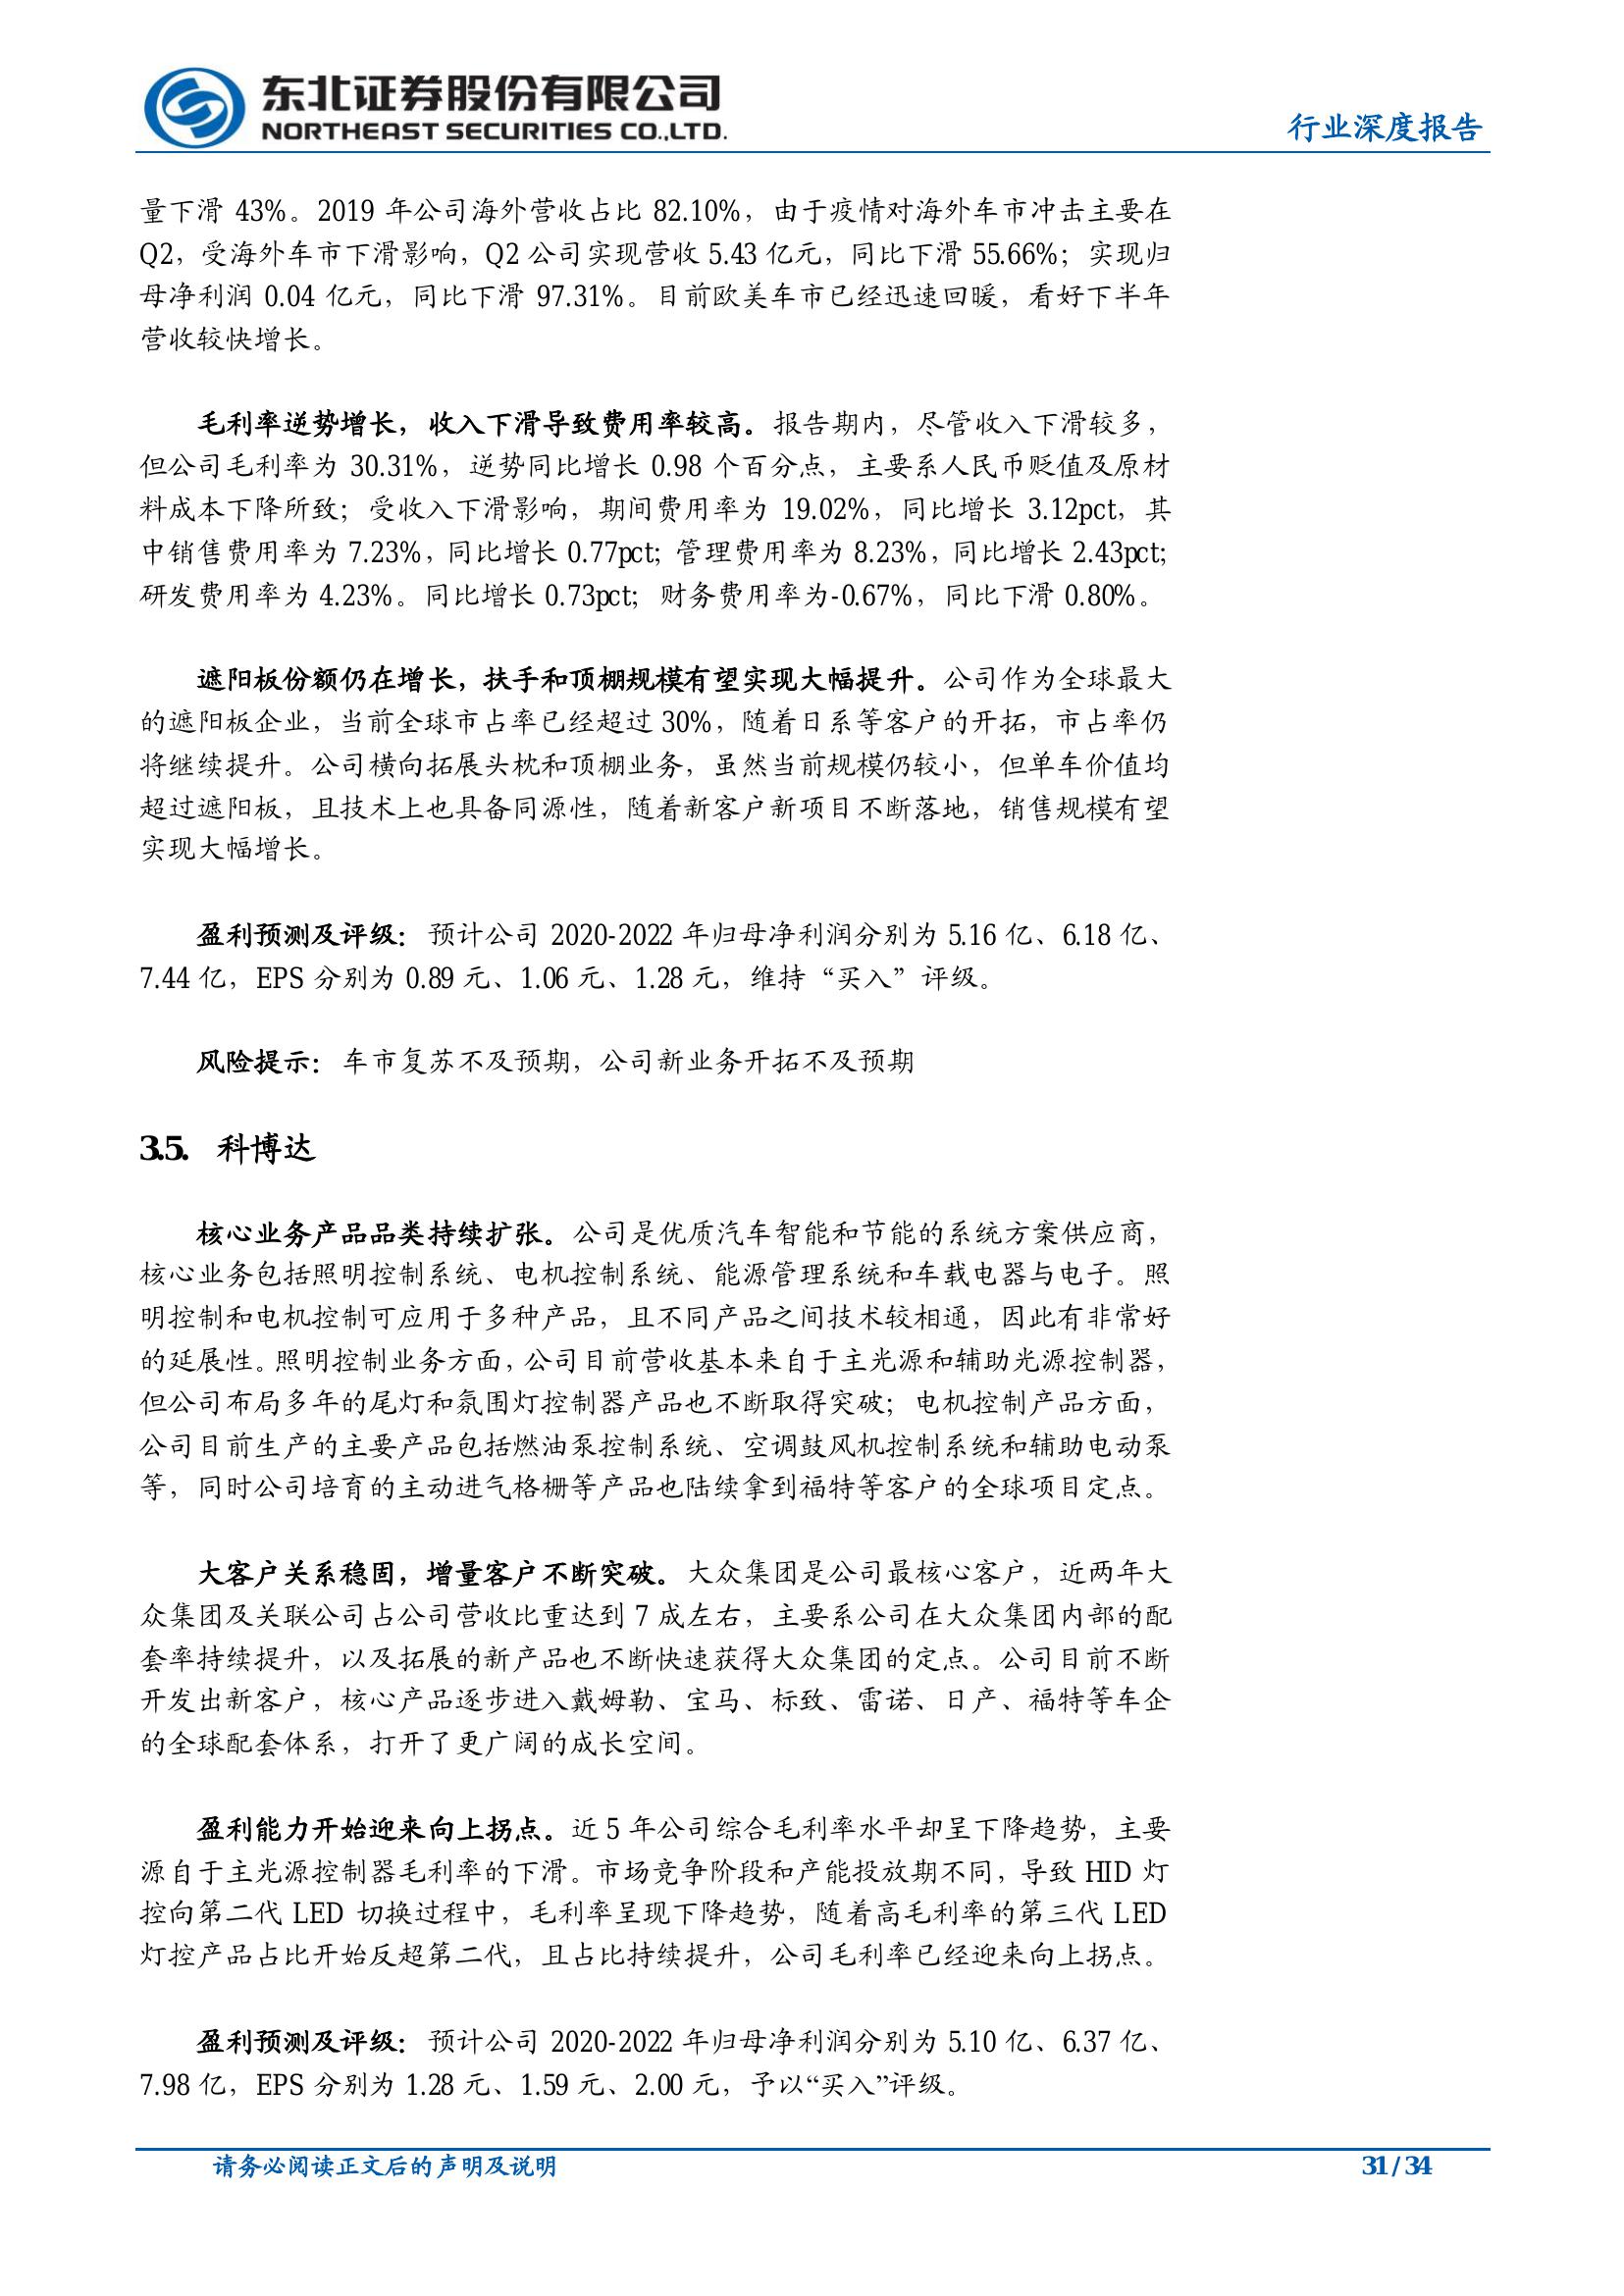 东北证券股份有限公司
NORTHEAST SECURITIES CO.,LTD.
行业深度报告
量下滑 43%。2019 年公司海外营收占比 82.10%，由于疫情对海外车市冲击主要在
Q2，受海外车市下滑影响，Q2 公司实现营收 5.43 亿元，同比下滑 55.66%；实现归
母净利润 0.04 亿元，同比下滑 97.31%。目前欧美车市已经迅速回暖，看好下半年
营收较快增长。
毛利率逆势增长，收入下滑导致费用率较高。报告期内，尽管收入下滑较多，
但公司毛利率为 30.31%，逆势同比增长 0.98 个百分点，主要系人民币贬值及原材
料成本下降所致；受收入下滑影响，期间费用率为 19.02%，同比增长 3.12pct，其
中销售费用率为 7.23%，同比增长 0.77pct；管理费用率为 8.23%，同比增长 2.43pct；
研发费用率为 4.23%。同比增长 0.73pct；财务费用率为-0.67%，同比下滑 0.80%。
遮阳板份额仍在增长，扶手和顶棚规模有望实现大幅提升。公司作为全球最大
的遮阳板企业，当前全球市占率已经超过 30%，随着日系等客户的开拓，市占率仍
将继续提升。公司横向拓展头枕和顶棚业务，虽然当前规模仍较小，但单车价值均
超过遮阳板，且技术上也具备同源性，随着新客户新项目不断落地，销售规模有望
实现大幅增长。
盈利预测及评级：预计公司 2020-2022 年归母净利润分别为 5.16 亿、6.18 亿、
7.44 亿，EPS 分别为 0.89 元、1.06 元、1.28 元，维持“买入”评级。
风险提示：车市复苏不及预期，公司新业务开拓不及预期
3.5. 科博达
核心业务产品品类持续扩张。公司是优质汽车智能和节能的系统方案供应商，
核心业务包括照明控制系统、电机控制系统、能源管理系统和车载电器与电子。照
明控制和电机控制可应用于多种产品，且不同产品之间技术较相通，因此有非常好
的延展性。照明控制业务方面，公司目前营收基本来自于主光源和辅助光源控制器，
但公司布局多年的尾灯和氛围灯控制器产品也不断取得突破；电机控制产品方面，
公司目前生产的主要产品包括燃油泵控制系统、空调鼓风机控制系统和辅助电动泵
等，同时公司培育的主动进气格栅等产品也陆续拿到福特等客户的全球项目定点。
大客户关系稳固，增量客户不断突破。大众集团是公司最核心客户，近两年大
众集团及关联公司占公司营收比重达到 7 成左右，主要系公司在大众集团内部的配
套率持续提升，以及拓展的新产品也不断快速获得大众集团的定点。公司目前不断
开发出新客户，核心产品逐步进入戴姆勒、宝马、标致、雷诺、日产、福特等车企
的全球配套体系，打开了更广阔的成长空间。
盈利能力开始迎来向上拐点。近 5 年公司综合毛利率水平却呈下降趋势，主要
源自于主光源控制器毛利率的下滑。市场竞争阶段和产能投放期不同，导致 HID 灯
控向第二代 LED 切换过程中，毛利率呈现下降趋势，随着高毛利率的第三代 LED
灯控产品占比开始反超第二代，且占比持续提升，公司毛利率已经迎来向上拐点。
盈利预测及评级：预计公司 2020-2022 年归母净利润分别为 5.10 亿、6.37 亿、
7.98 亿，EPS 分别为 1.28 元、1.59 元、2.00 元，予以“买入”评级。
请务必阅读正文后的声明及说明
31 / 34